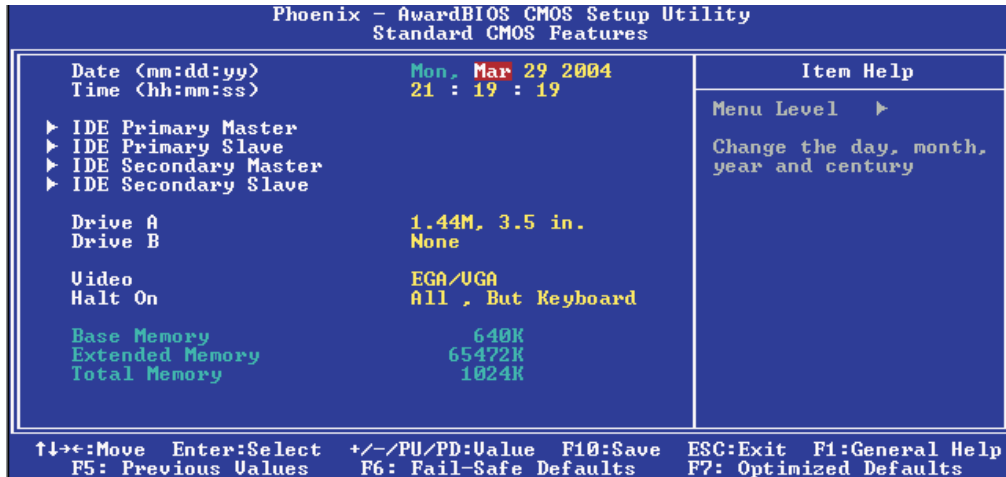 Phoenix - AwardBIOS CMOS Setup Utility
Standard CMOS Features
Date (mm:dd:yy) Mon, Mar 29 2004
Time (hh:mm:ss) 21 : 19 : 19
IDE Primary Master
IDE Primary Slave
IDE Secondary Master
IDE Secondary Slave
Drive A 1.44M, 3.5 in.
Drive B None
Video EGA/VGA
Halt On All , But Keyboard
Base Memory 640K
Extended Memory 65472K
Total Memory 1024K
Item Help
Menu Level
Change the day, month,
year and century
↑↓→←:Move Enter:Select +/-/PU/PD:Value F10:Save ESC:Exit F1:General Help
F5: Previous Values F6: Fail-Safe Defaults F7: Optimized Defaults